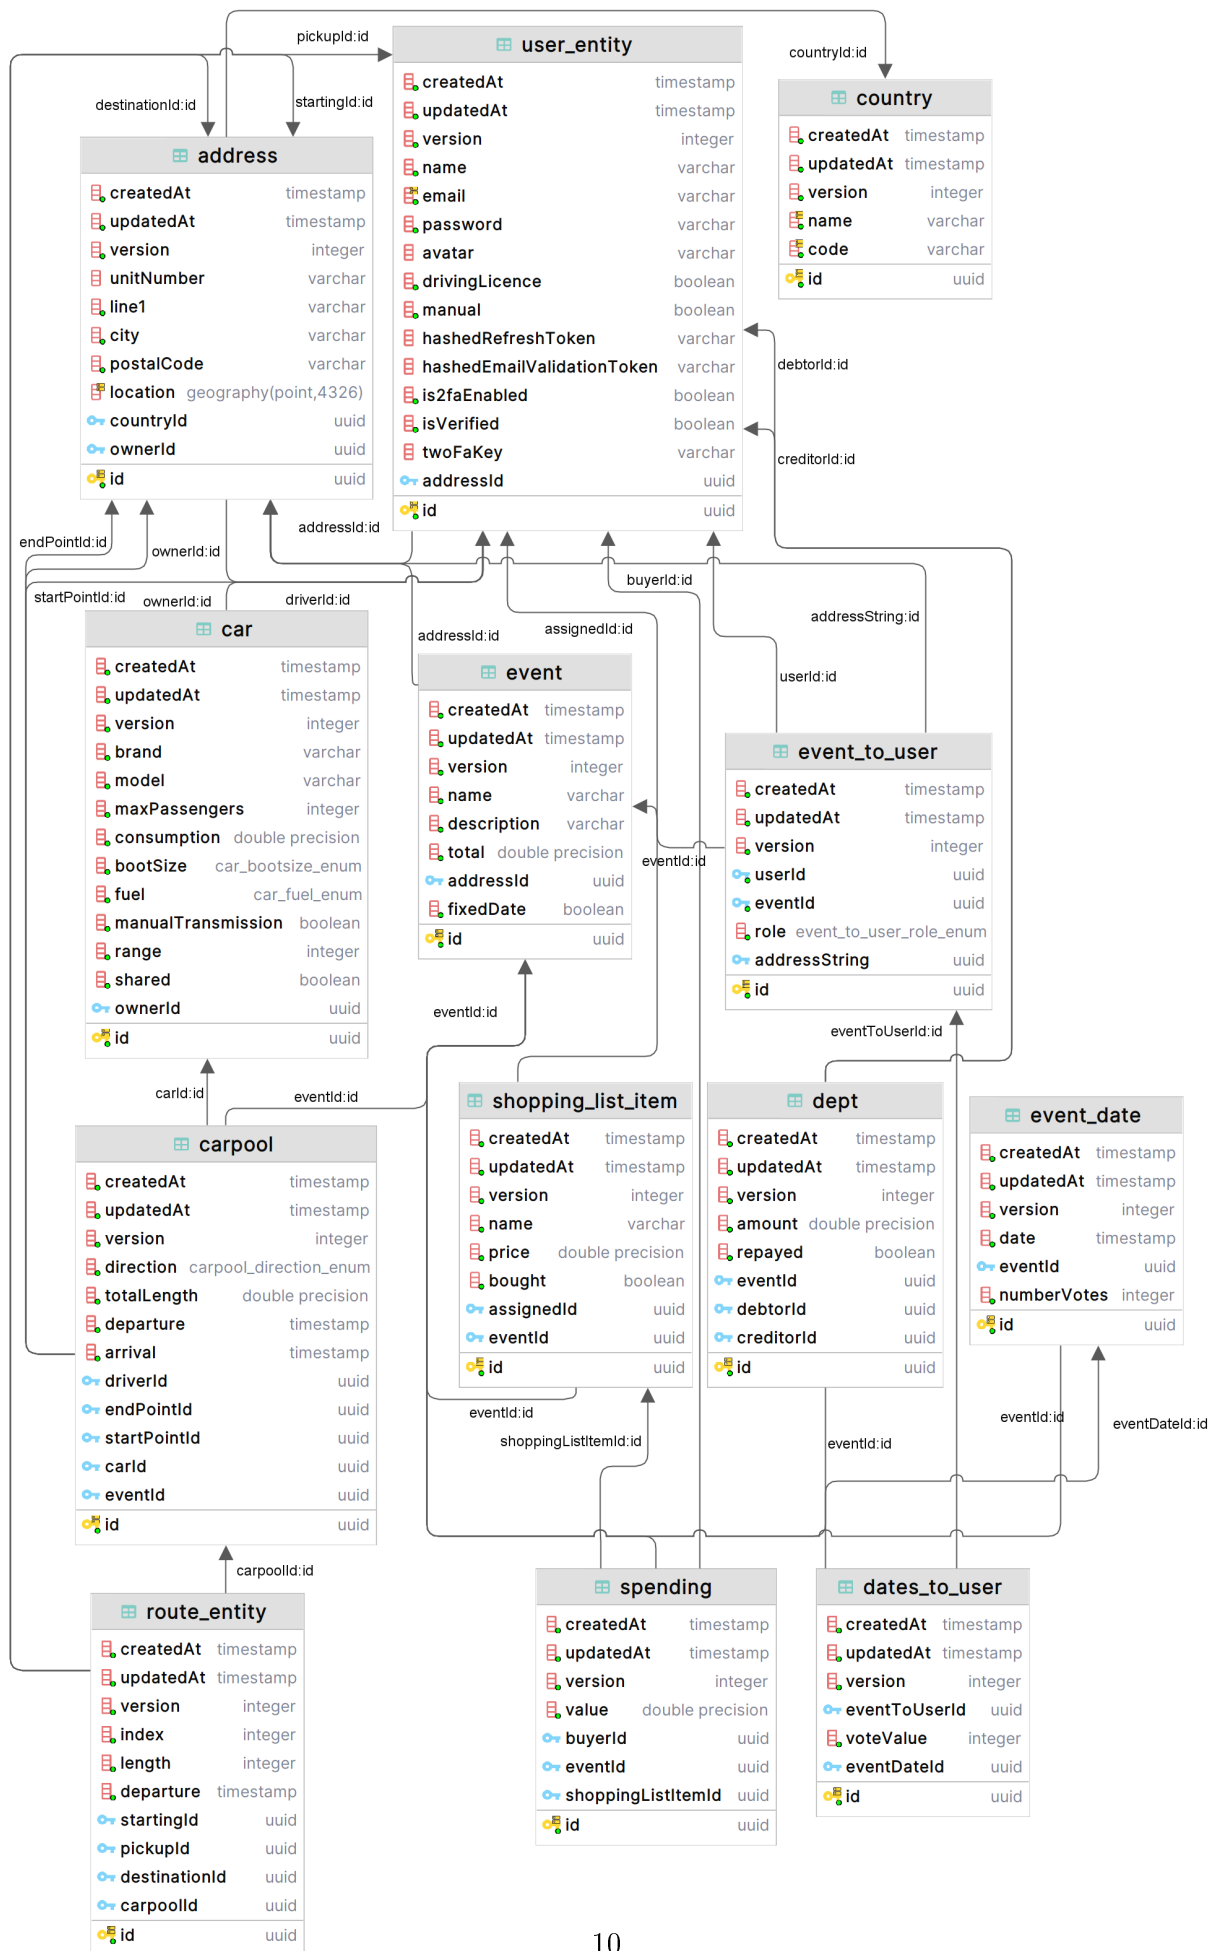 pickupId:id
countryId:id
destinationId:id
startingId:id
user_entity
createdAt timestamp
updatedAt timestamp
version integer
name varchar
email varchar
password varchar
avatar varchar
drivingLicence boolean
manual boolean
hashedRefreshToken varchar
hashedEmailValidationToken varchar
is2faEnabled boolean
isVerified boolean
twoFaKey varchar
addressId uuid
id uuid
country
createdAt timestamp
updatedAt timestamp
version integer
name varchar
code varchar
id uuid
address
createdAt timestamp
updatedAt timestamp
version integer
unitNumber varchar
line1 varchar
city varchar
postalCode varchar
location geography(point,4326)
countryId uuid
ownerId uuid
id uuid
debtorId:id
creditorId:id
endPointId:id
ownerId:id
addressId:id
startPointId:id
ownerId:id
driverId:id
buyerId:id
assignedId:id
addressId:id
addressString:id
userId:id
car
createdAt timestamp
updatedAt timestamp
version integer
brand varchar
model varchar
maxPassengers integer
consumption double precision
bootSize car_bootsize_enum
fuel car_fuel_enum
manualTransmission boolean
range integer
shared boolean
ownerId uuid
id uuid
event
createdAt timestamp
updatedAt timestamp
version integer
name varchar
description varchar
total double precision
addressId uuid
fixedDate boolean
id uuid
eventId:id
event_to_user
createdAt timestamp
updatedAt timestamp
version integer
userId uuid
eventId uuid
role event_to_user_role_enum
addressString uuid
id uuid
eventId:id
eventToUserId:id
carId:id
eventId:id
carpool
createdAt timestamp
updatedAt timestamp
version integer
direction carpool_direction_enum
totalLength double precision
departure timestamp
arrival timestamp
driverId uuid
endPointId uuid
startPointId uuid
carId uuid
eventId uuid
id uuid
shopping_list_item
createdAt timestamp
updatedAt timestamp
version integer
name varchar
price double precision
bought boolean
assignedId uuid
eventId uuid
id uuid
dept
createdAt timestamp
updatedAt timestamp
version integer
amount double precision
repayed boolean
eventId uuid
debtorId uuid
creditorId uuid
id uuid
event_date
createdAt timestamp
updatedAt timestamp
version integer
date timestamp
eventId uuid
numberVotes integer
id uuid
eventId:id
shoppingListItemId:id
eventId:id
eventId:id
eventDateId:id
carpoolId:id
route_entity
createdAt timestamp
updatedAt timestamp
version integer
index integer
length integer
departure timestamp
startingId uuid
pickupId uuid
destinationId uuid
carpoolId uuid
id uuid
spending
createdAt timestamp
updatedAt timestamp
version integer
value double precision
buyerId uuid
eventId uuid
shoppingListItemId uuid
id uuid
dates_to_user
createdAt timestamp
updatedAt timestamp
version integer
eventToUserId uuid
voteValue integer
eventDateId uuid
id uuid
10